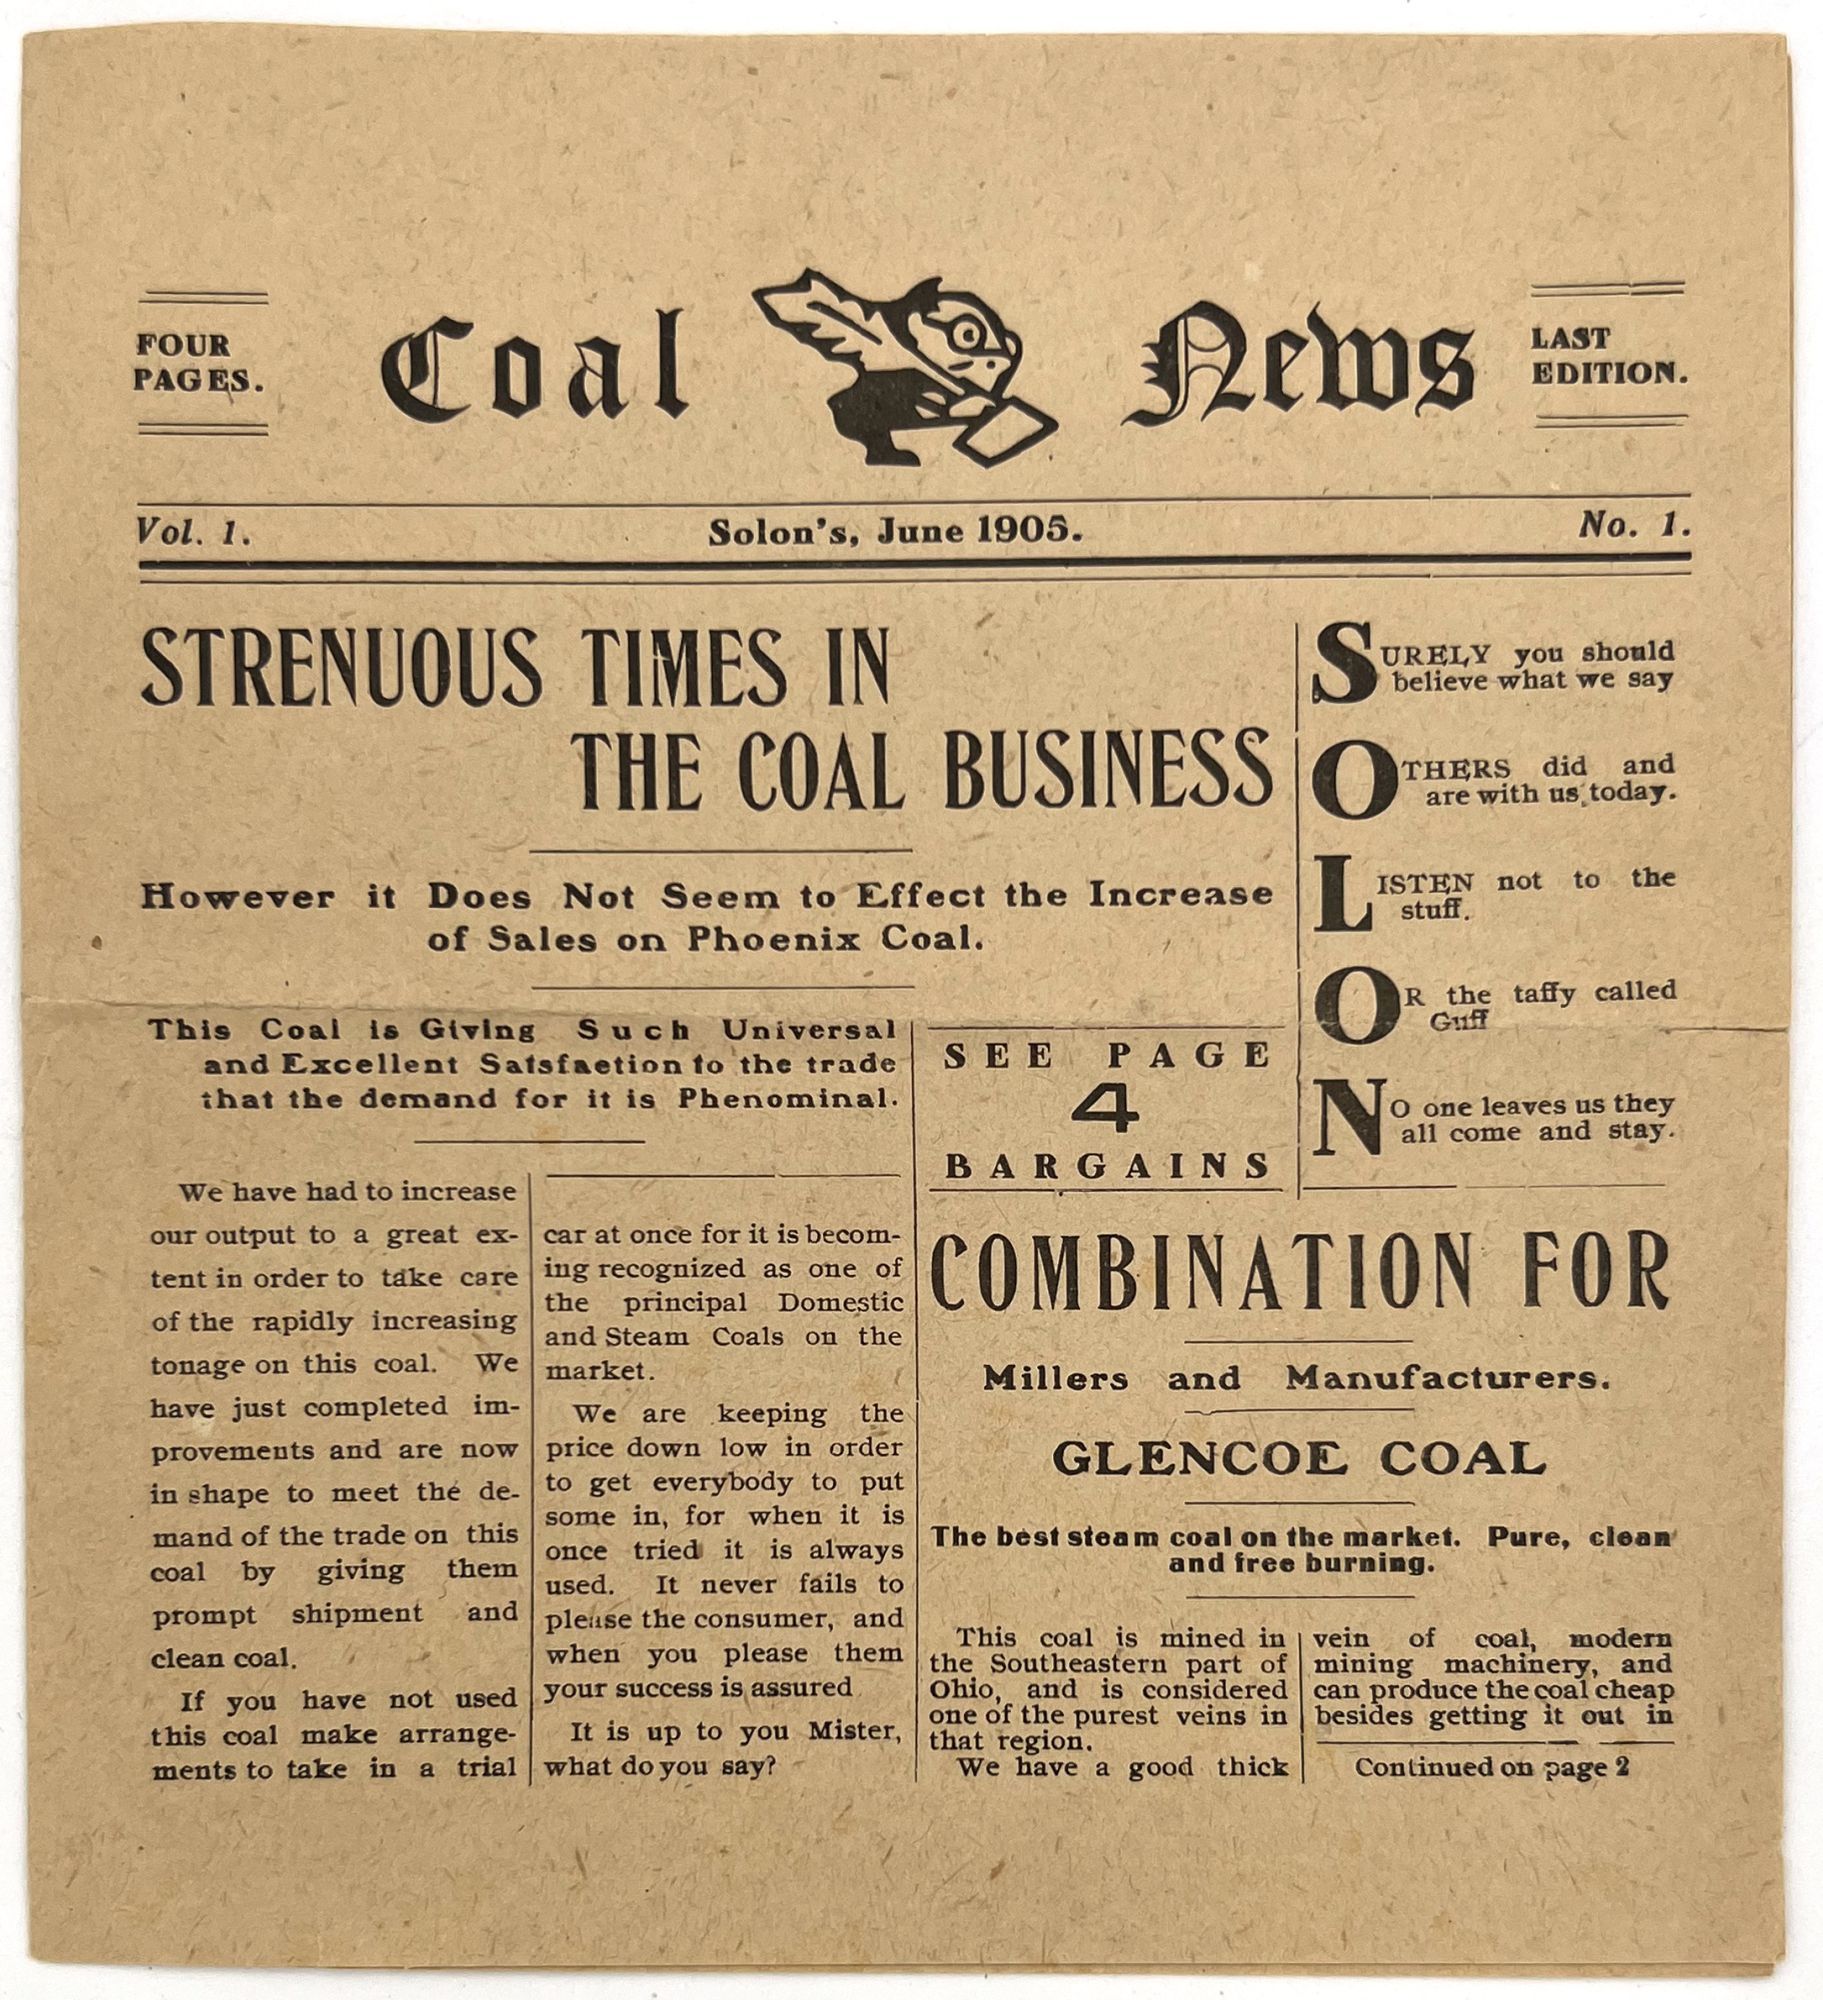 FOUR
PAGES.
Coal News
LAST
EDITION.
Vol. 1.
Solon's, June 1905.
No. 1.
STRENUOUS TIMES IN
THE COAL BUSINESS
However it Does Not Seem to Effect the Increase
of Sales on Phoenix Coal.
This Coal is Giving Such Universal
and Excellent Satsfaetion to the trade
that the demand for it is Phenominal.
We have had to increase
our output to a great ex-
tent in order to take care
of the rapidly increasing
tonage on this coal. We
have just completed im-
provements and are now
in shape to meet the de-
mand of the trade on this
coal by giving them
prompt shipment and
clean coal.
If you have not used
this coal make arrange-
ments to take in a trial
car at once for it is becom-
ing recognized as one of
the principal Domestic
and Steam Coals on the
market.
We are keeping the
price down low in order
to get everybody to put
some in, for when it is
once tried it is always
used. It never fails to
please the consumer, and
when you please them
your success is assured
It is up to you Mister,
what do you say?
SEE PAGE
4
BARGAINS
SURELY you should
believe what we say
OTHERS did and
are with us today.
LISTEN not to the
stuff.
OR the taffy called
Guff
NO one leaves us they
all come and stay.
COMBINATION FOR
Millers and Manufacturers.
GLENCOE COAL
The best steam coal on the market. Pure, clean
and free burning.
This coal is mined in
the Southeastern part of
Ohio, and is considered
one of the purest veins in
that region.
We have a good thick
vein of coal, modern
mining machinery, and
can produce the coal cheap
besides getting it out in
Continued on page 2